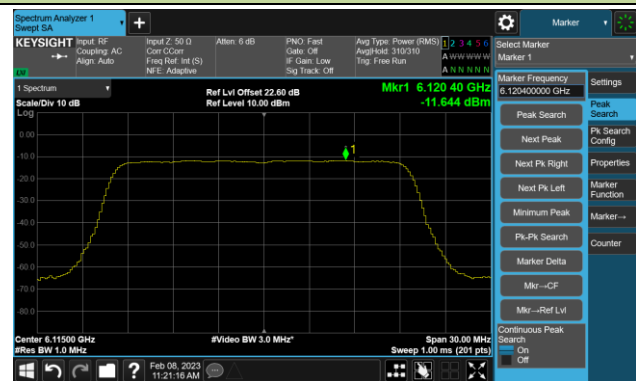 Spectrum Analyzer 1
Swept SA
+
Marker
KEYSIGHT
Input: RF
Coupling: AC
Align: Auto
Input Z: 50 Ω
Corr CCorr
Freq Ref: Int (S)
NFE: Adaptive
Atten: 6 dB
PNO: Fast
Gate: Off
IF Gain: Low
Sig Track: Off
Avg Type: Power (RMS)
Avg|Hold: 310/310
Trig: Free Run
1 2 3 4 5 6
A W W W W W
A N N N N N
Select Marker
Marker 1
1 Spectrum
Scale/Div 10 dB
Log
Ref Lvl Offset 22.60 dB
Ref Level 10.00 dBm
Mkr1 6.120 40 GHz
-11.644 dBm
0.00
-10.0
-20.0
-30.0
-40.0
-50.0
-60.0
-70.0
-80.0
1
Center 6.11500 GHz
#Res BW 1.0 MHz
#Video BW 3.0 MHz*
Span 30.00 MHz
Sweep 1.00 ms (201 pts)
Marker Frequency
6.120400000 GHz
Peak Search
Next Peak
Next Pk Right
Next Pk Left
Minimum Peak
Pk-Pk Search
Marker Delta
Mkr→CF
Mkr→Ref Lvl
Continuous Peak
Search
On
Off
Settings
Peak
Search
Pk Search
Config
Properties
Marker
Function
Marker→
Counter
?
Feb 08, 2023
11:21:16 AM